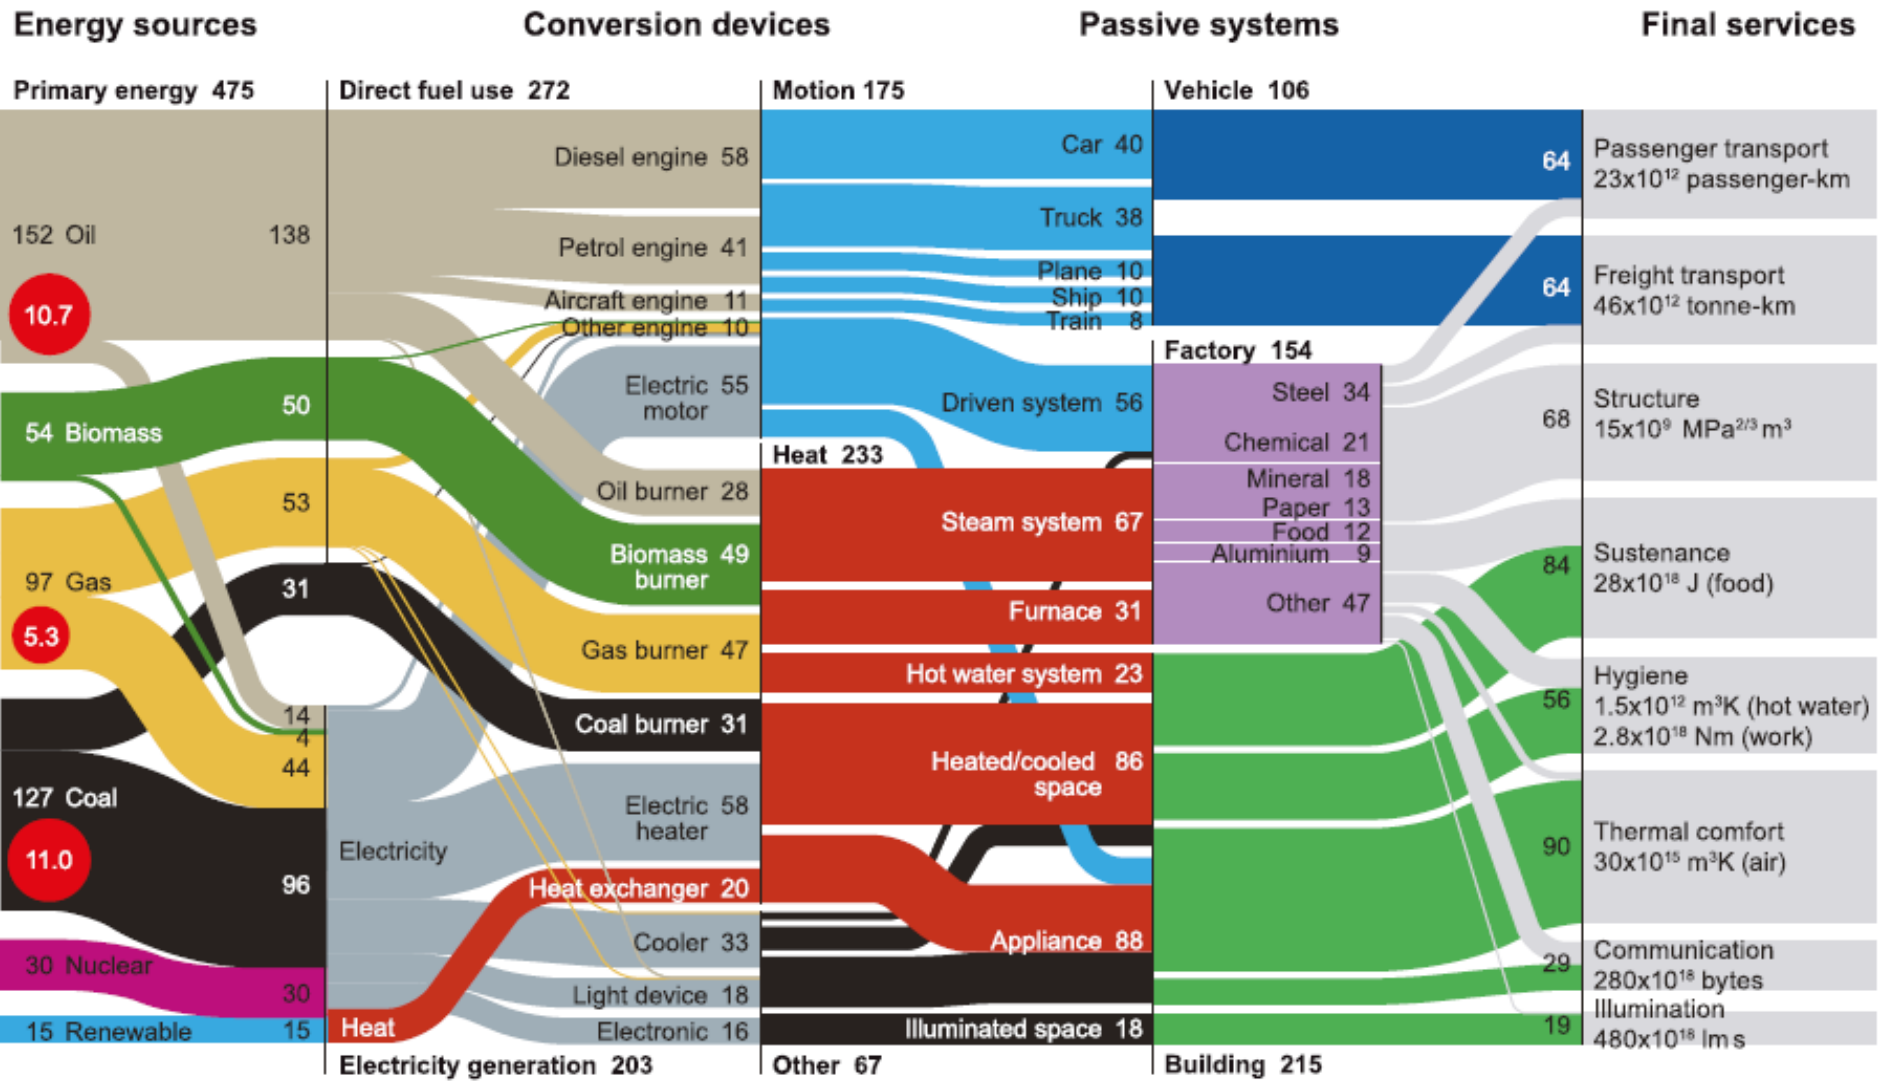 Energy sources
Conversion devices
Passive systems
Final services
Primary energy 475
Direct fuel use 272
Motion 175
Vehicle 106
152 Oil
138
10.7
54 Biomass
50
97 Gas
53
5.3
31
14
4
44
127 Coal
11.0
96
30 Nuclear
30
15 Renewable
15
Diesel engine 58
Petrol engine 41
Aircraft engine 11
Other engine 10
Electric 55
motor
Oil burner 28
Biomass 49
burner
Gas burner 47
Coal burner 31
Electric 58
heater
Electricity
Heat exchanger 20
Cooler 33
Light device 18
Heat
Electronic 16
Electricity generation 203
Car 40
Truck 38
Plane 10
Ship 10
Train 8
Driven system 56
Heat 233
Steam system 67
Furnace 31
Hot water system 23
Heated/cooled 86
space
Appliance 88
Illuminated space 18
Other 67
Factory 154
Steel 34
Chemical 21
Mineral 18
Paper 13
Food 12
Aluminium 9
Other 47
Building 215
64
Passenger transport
23x10¹² passenger-km
64
Freight transport
46x10¹² tonne-km
68
Structure
15x10⁹ MPa²ᐟ³ m³
84
Sustenance
28x10¹⁸ J (food)
56
Hygiene
1.5x10¹² m³K (hot water)
2.8x10¹⁸ Nm (work)
90
Thermal comfort
30x10¹⁵ m³K (air)
29
Communication
280x10¹⁸ bytes
19
Illumination
480x10¹⁸ lm s